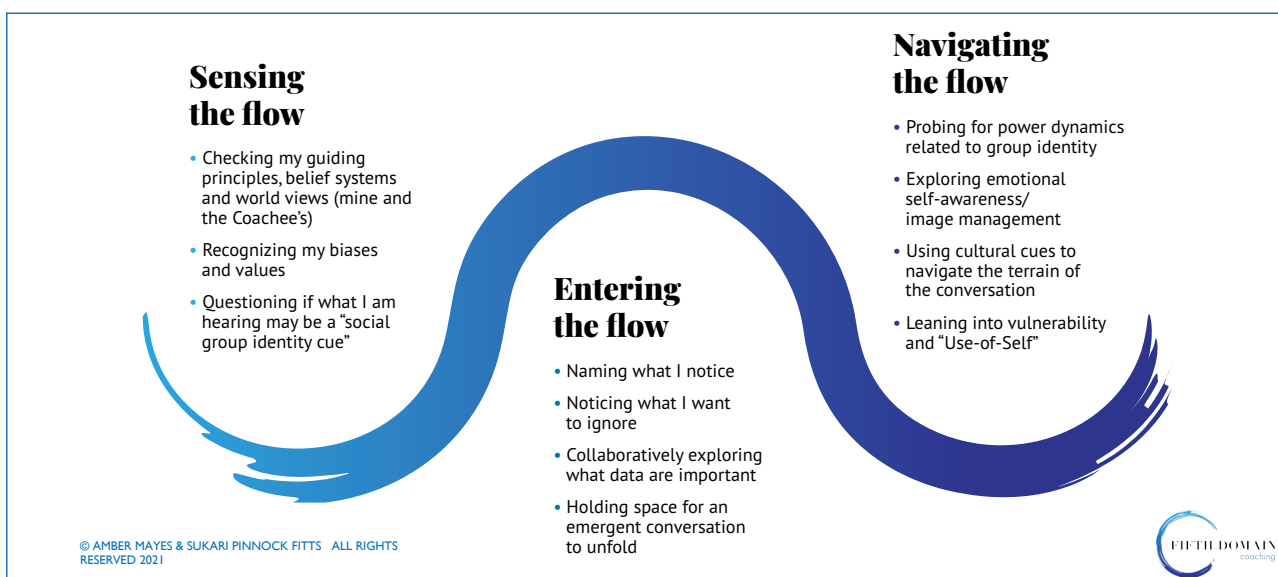 Sensing
the flow
• Checking my guiding
principles, belief systems
and world views (mine and
the Coachee's)
• Recognizing my biases
and values
• Questioning if what I am
hearing may be a “social
group identity cue”
Entering
the flow
• Naming what I notice
• Noticing what I want
to ignore
• Collaboratively exploring
what data are important
• Holding space for an
emergent conversation
to unfold
Navigating
the flow
• Probing for power dynamics
related to group identity
• Exploring emotional
self-awareness/
image management
• Using cultural cues to
navigate the terrain of
the conversation
• Leaning into vulnerability
and “Use-of-Self”
© AMBER MAYES & SUKARI PINNOCK FITTS ALL RIGHTS
RESERVED 2021
FIFTH DOMAIN
coaching